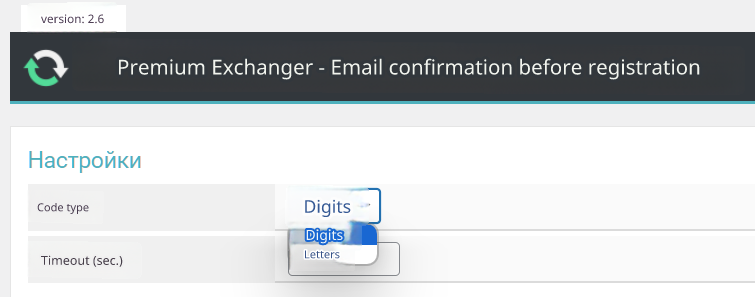 version: 2.6
Premium Exchanger - Email confirmation before registration
Настройки
Code type
Digits
Digits
Letters
Timeout (sec.)